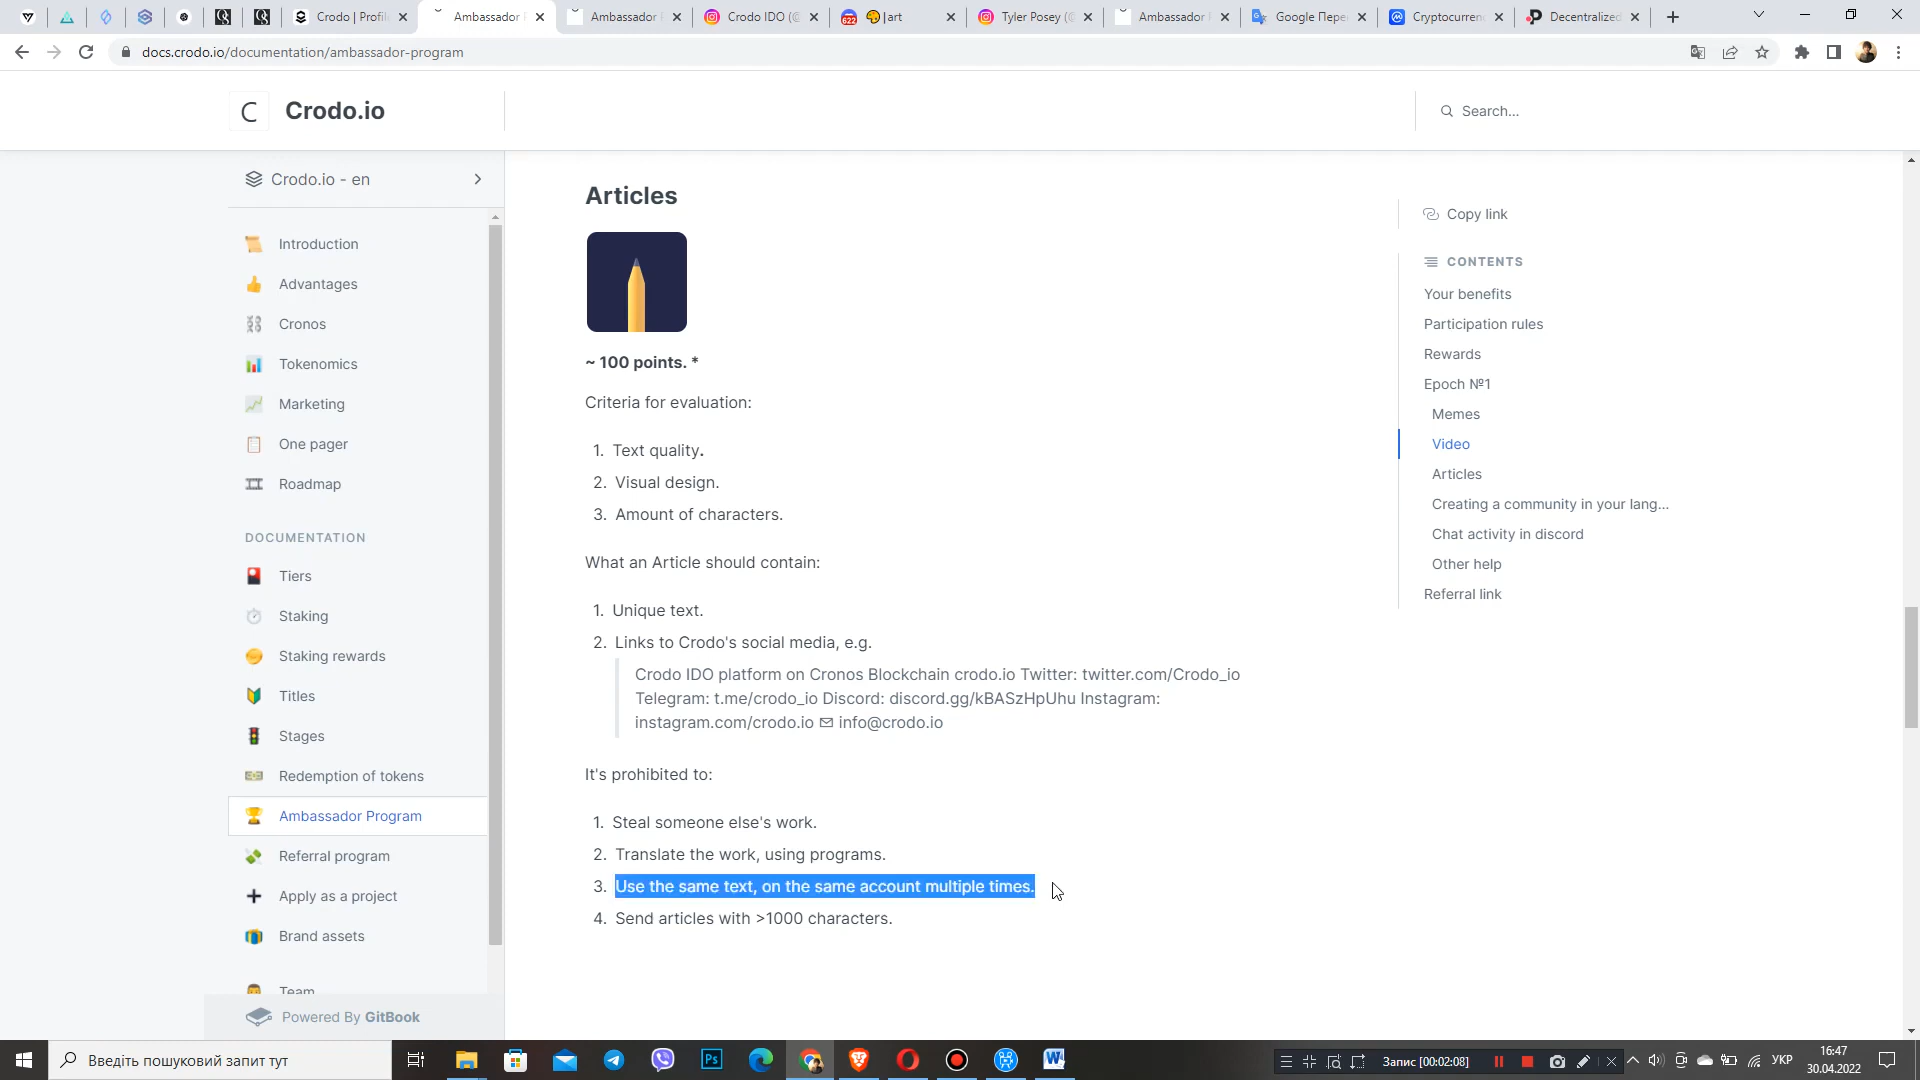 Crodo | Profil
Ambassador
Ambassador
Crodo IDO (@
622
|art
Tyler Posey (@
Ambassador
Google Пере
Cryptocurren
Decentralized
docs.crodo.io/documentation/ambassador-program
C Crodo.io
Search...
Crodo.io - en
Introduction
Advantages
Cronos
Tokenomics
Marketing
One pager
Roadmap
DOCUMENTATION
Tiers
Staking
Staking rewards
Titles
Stages
Redemption of tokens
Ambassador Program
Referral program
Apply as a project
Brand assets
Team
Powered By GitBook
Articles
~ 100 points. *
Criteria for evaluation:
1. Text quality.
2. Visual design.
3. Amount of characters.
What an Article should contain:
1. Unique text.
2. Links to Crodo's social media, e.g.
Crodo IDO platform on Cronos Blockchain crodo.io Twitter: twitter.com/Crodo_io
Telegram: t.me/crodo_io Discord: discord.gg/kBASzHpUhu Instagram:
instagram.com/crodo.io ✉ info@crodo.io
It's prohibited to:
1. Steal someone else's work.
2. Translate the work, using programs.
3. Use the same text, on the same account multiple times.
4. Send articles with >1000 characters.
Copy link
CONTENTS
Your benefits
Participation rules
Rewards
Epoch №1
Memes
Video
Articles
Creating a community in your lang...
Chat activity in discord
Other help
Referral link
Введіть пошуковий запит тут
Ps
Запис [00:02:08]
УКР
16:47
30.04.2022